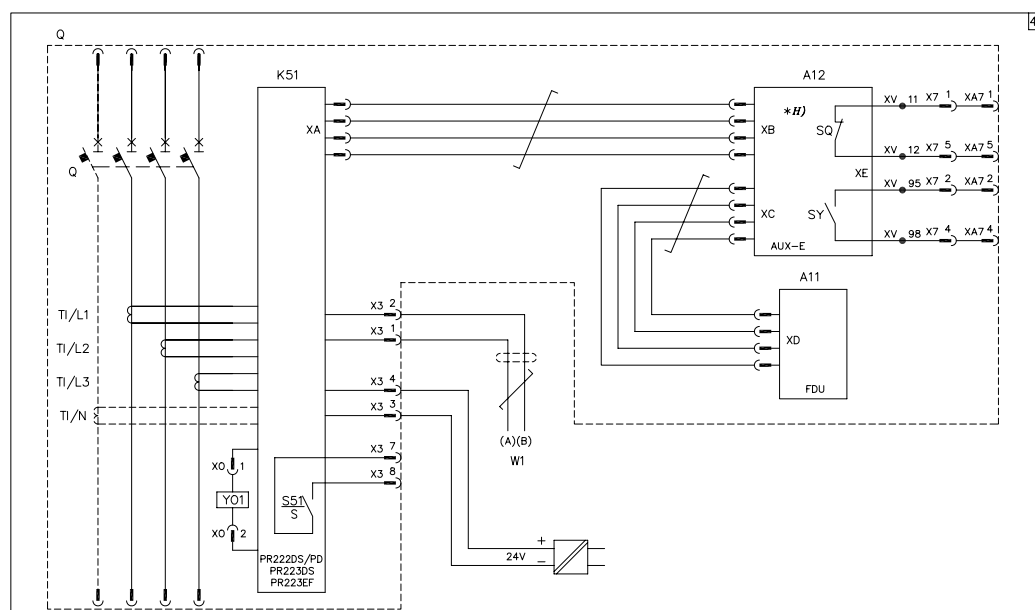 4
Q
K51
A12
XA
*H)
XB
SQ
XV 11 X7 1 XA7 1
XV 12 X7 5 XA7 5
XE
Q
XC
SY
XV 95 X7 2 XA7 2
XV 98 X7 4 XA7 4
AUX-E
A11
TI/L1
X3 2
X3 1
XD
TI/L2
TI/L3
X3 4
FDU
TI/N
X3 3
(A)(B)
W1
X3 7
XO 1
X3 8
YO1
S51
S
XO 2
24V
+
−
PR222DS/PD
PR223DS
PR223EF